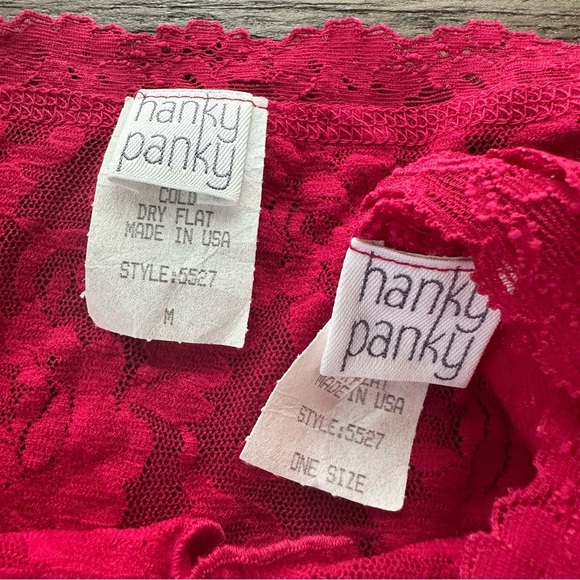 hanky
panky
COLD
DRY FLAT
MADE IN USA
STYLE:5527
M
hanky
panky
MADE IN USA
STYLE:5527
ONE SIZE